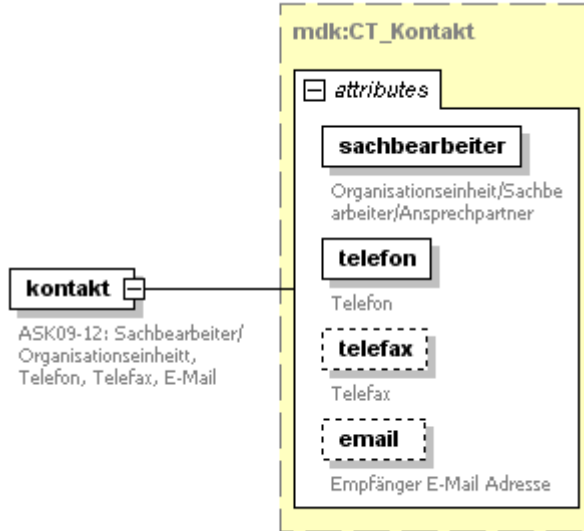 mdk:CT_Kontakt
attributes
sachbearbeiter
Organisationseinheit/Sachbe
arbeiter/Ansprechpartner
telefon
Telefon
kontakt
ASK09-12: Sachbearbeiter/
Organisationseinheitt,
Telefon, Telefax, E-Mail
telefax
Telefax
email
Empfänger E-Mail Adresse